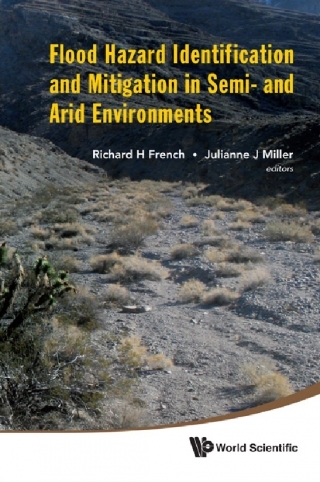 Flood Hazard Identification
and Mitigation in Semi- and
Arid Environments
Richard H French • Julianne J Miller
editors
World Scientific